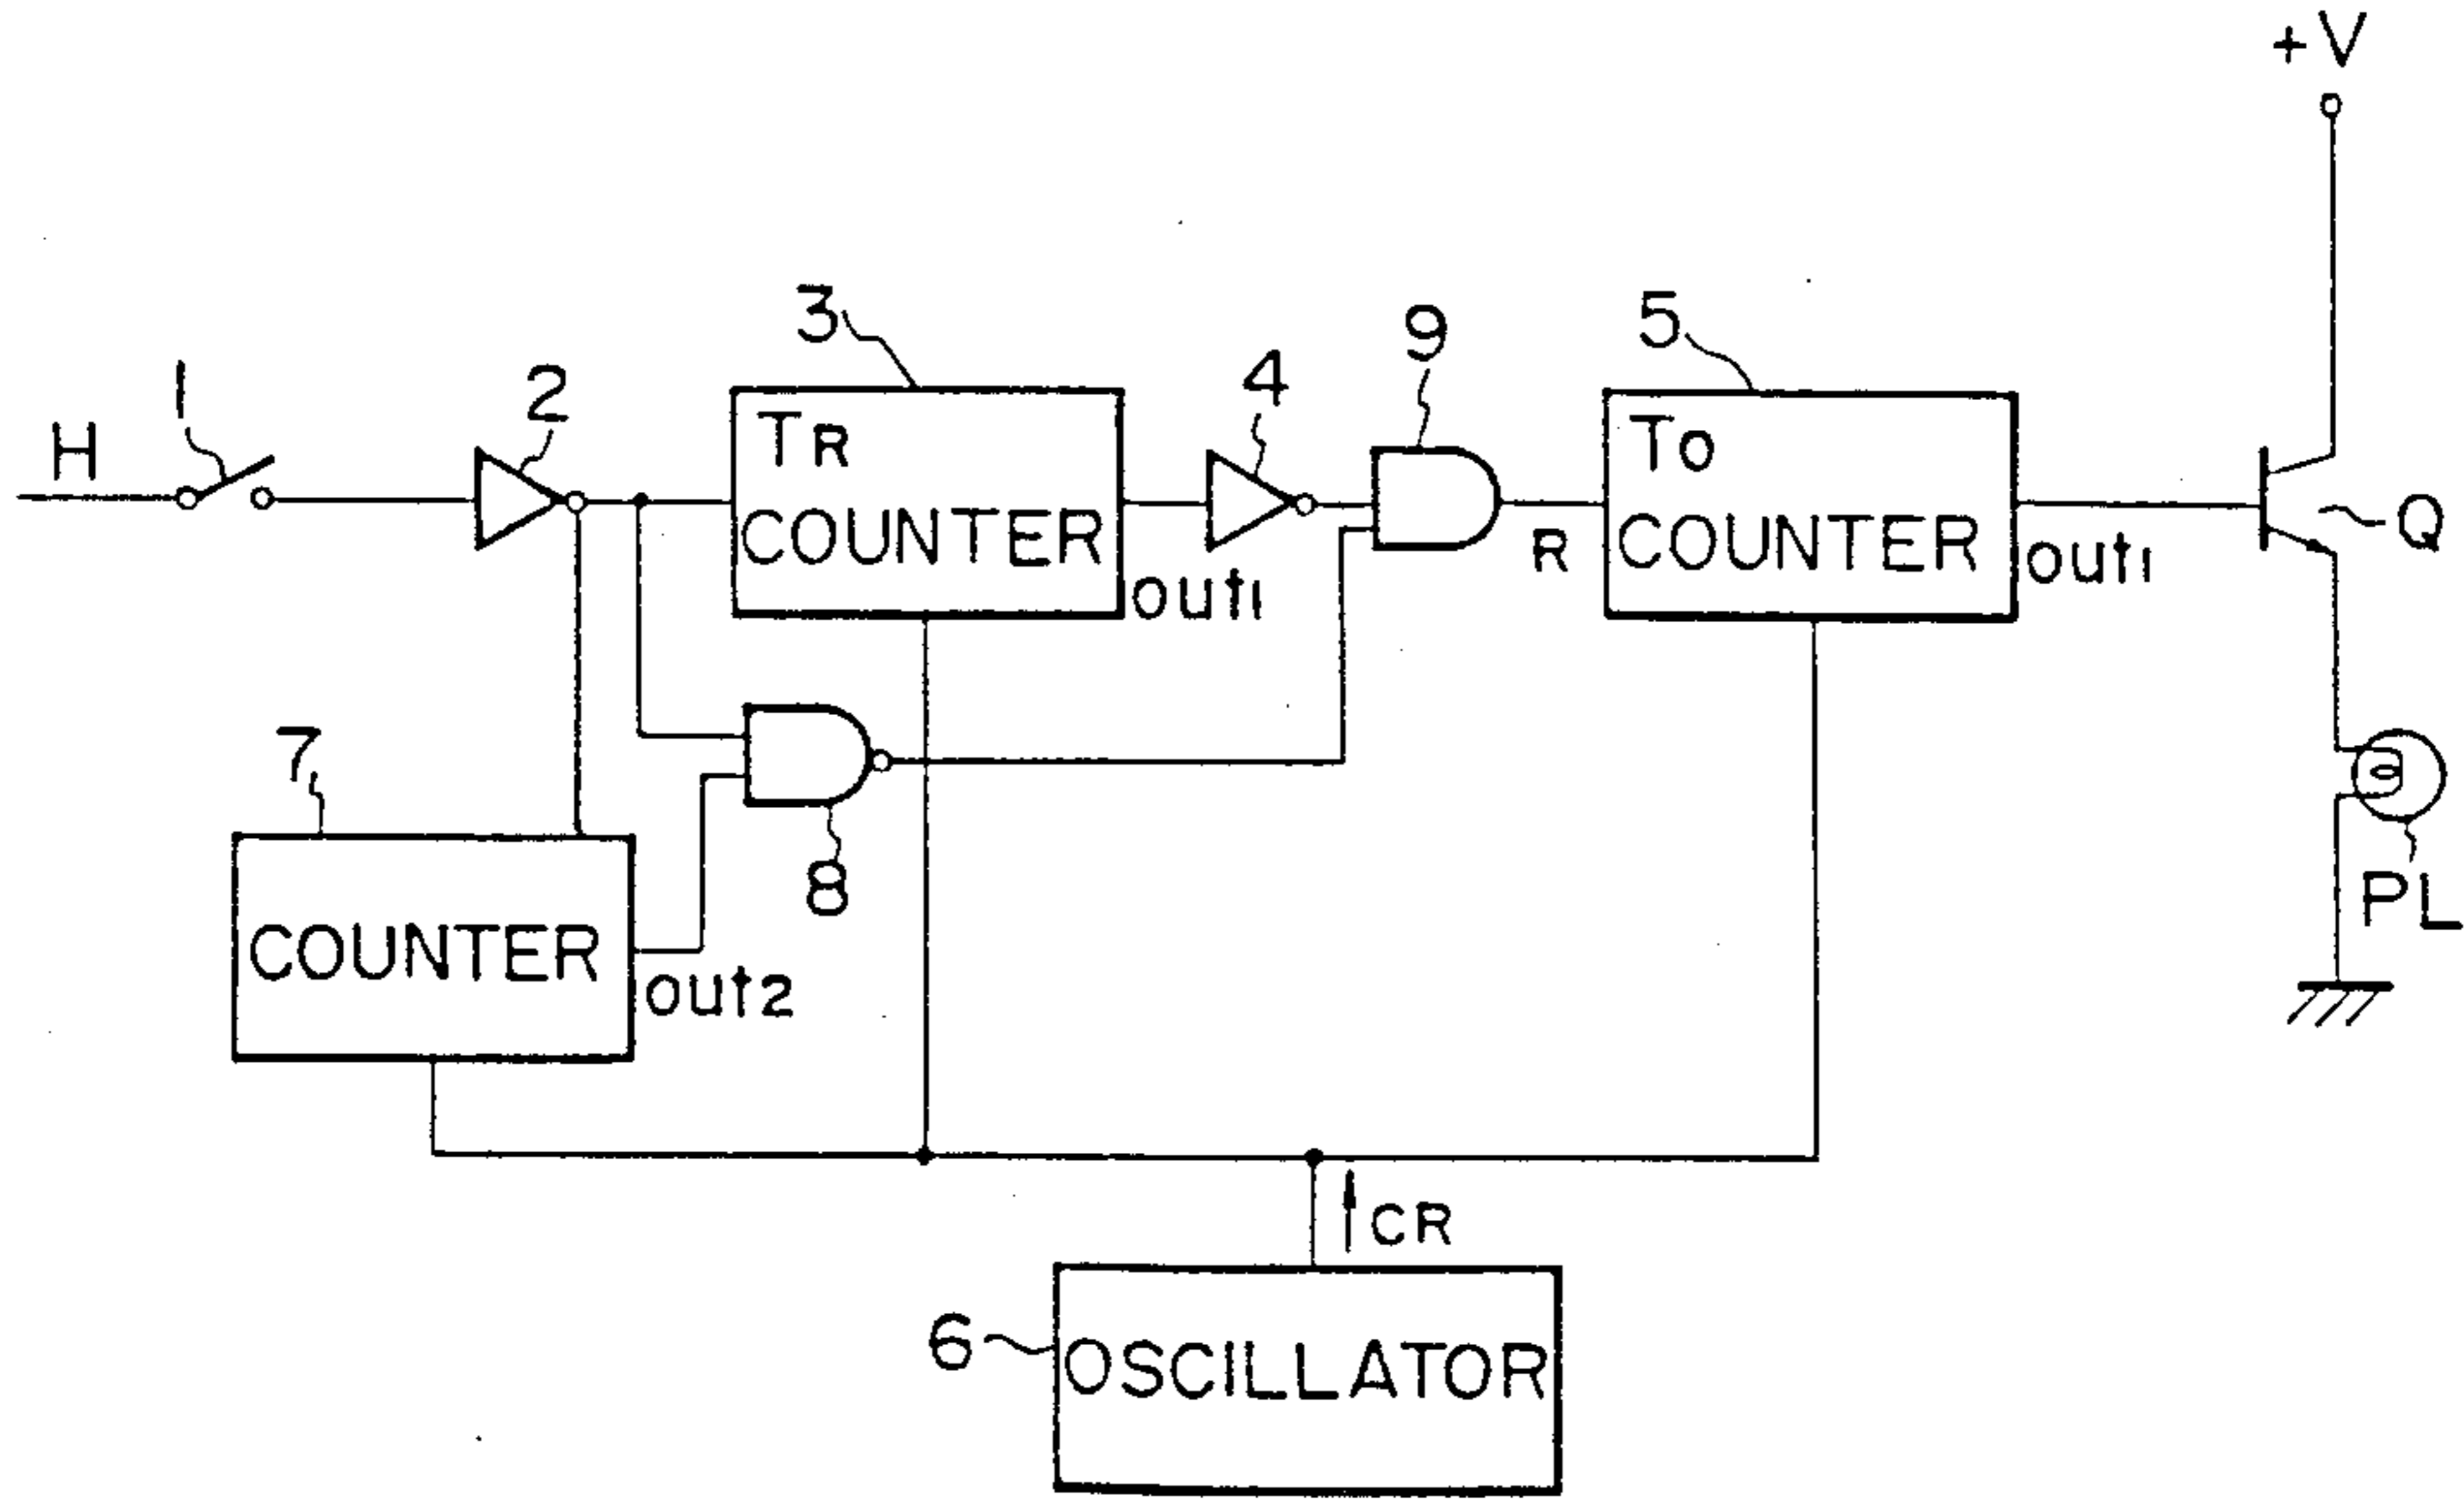 +V
3
9
5
1
2
4
H
TR
COUNTER
out1
R
To
COUNTER
out1
Q
7
8
PL
COUNTER
out2
CR
6
OSCILLATOR